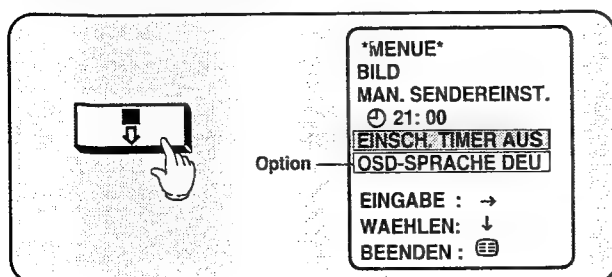 *MENUE*
BILD
MAN. SENDEREINST.
21: 00
EINSCH. TIMER AUS
Option
OSD-SPRACHE DEU
EINGABE : →
WAEHLEN: ↓
BEENDEN :